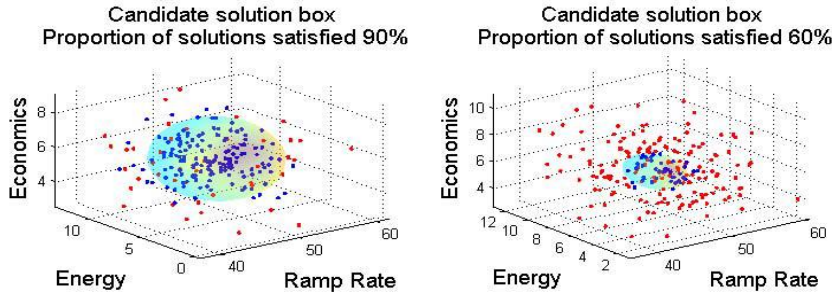 Candidate solution box
Proportion of solutions satisfied 90%
8
6
4
Economics
10
5
0
Energy
40
50
60
Ramp Rate
Candidate solution box
Proportion of solutions satisfied 60%
10
8
6
4
Economics
12
10
8
6
4
2
Energy
40
50
60
Ramp Rate